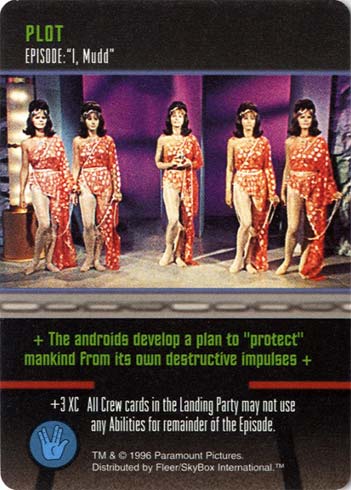 PLOT
EPISODE: "I, Mudd"
+ The androids develop a plan to "protect"
mankind from its own destructive impulses +
+3 XC All Crew cards in the Landing Party may not use
any Abilities for remainder of the Episode.
TM & © 1996 Paramount Pictures.
Distributed by Fleer/SkyBox International.™